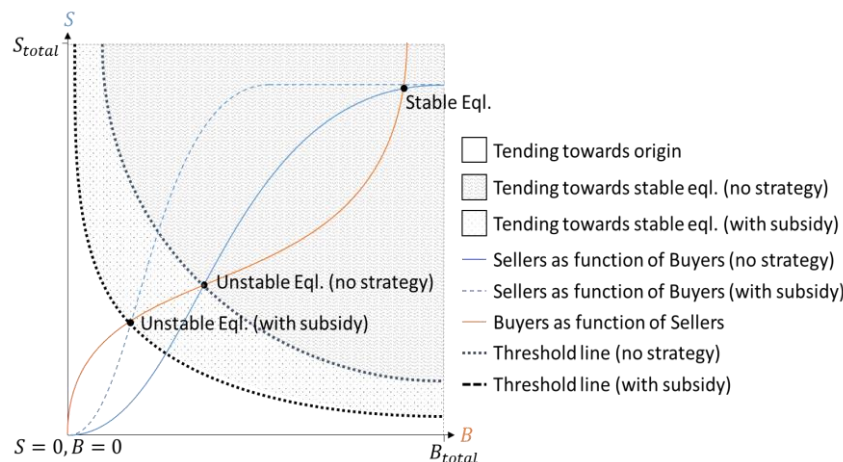 S
S_total
Stable Eql.
Unstable Eql. (no strategy)
Unstable Eql. (with subsidy)
S = 0, B = 0
B
B_total
Tending towards origin
Tending towards stable eql. (no strategy)
Tending towards stable eql. (with subsidy)
Sellers as function of Buyers (no strategy)
Sellers as function of Buyers (with subsidy)
Buyers as function of Sellers
Threshold line (no strategy)
Threshold line (with subsidy)